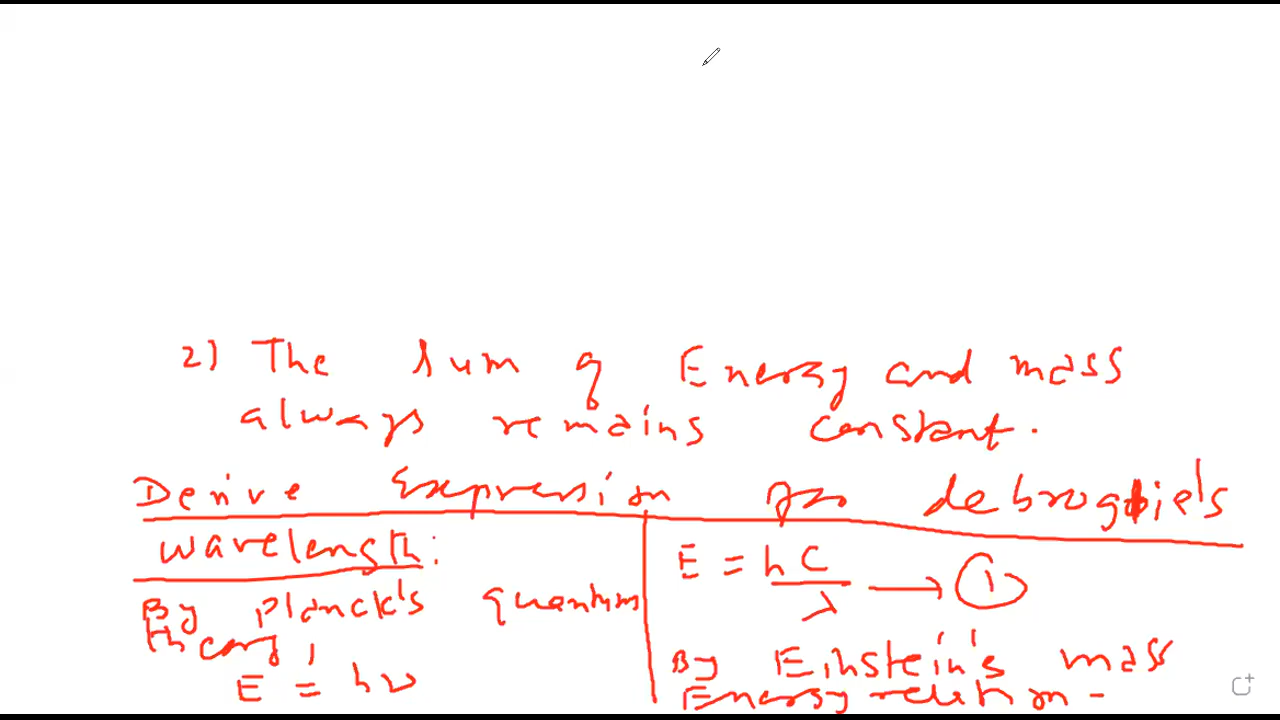 2) The sum of Energy and mass
always remains constant.
Derive Expression for debrogliels
wavelength:
By planck's quantum
theory,
E = hν
E = hc/λ → ①
By Einstein's mass
Energy relation -